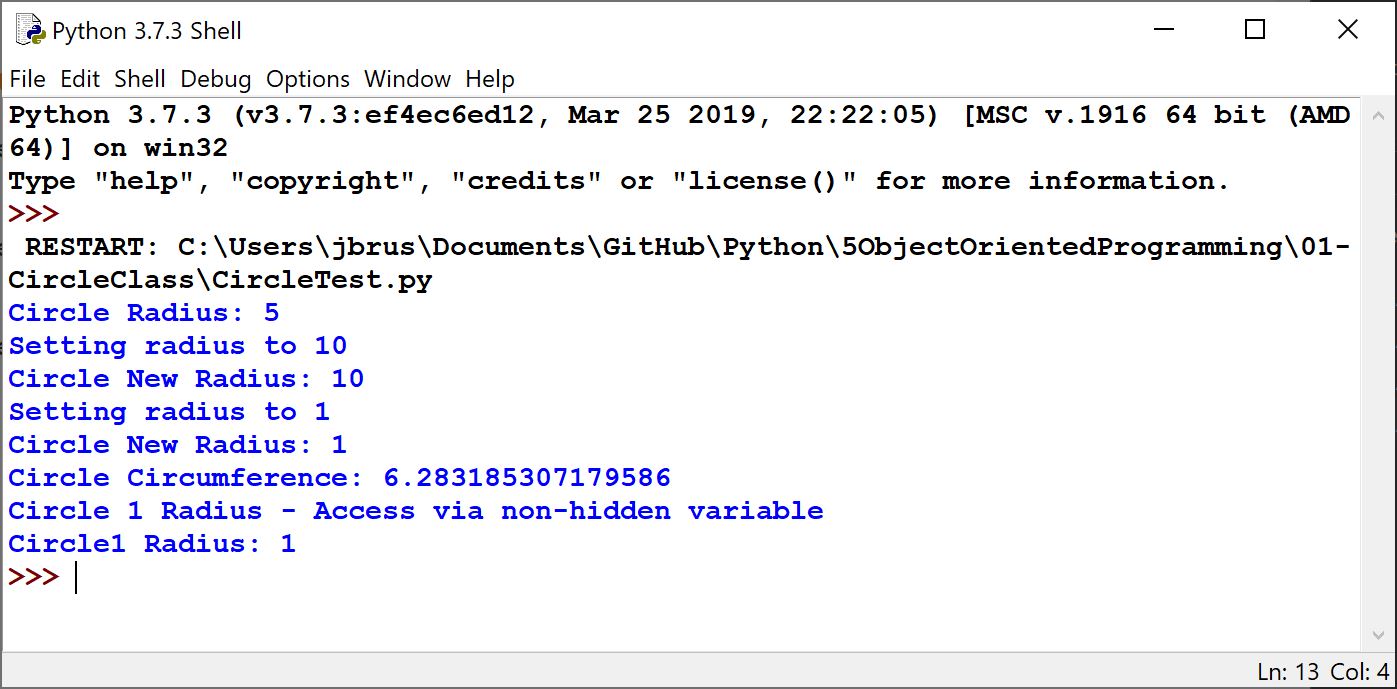 Python 3.7.3 Shell
File Edit Shell Debug Options Window Help
Python 3.7.3 (v3.7.3:ef4ec6ed12, Mar 25 2019, 22:22:05) [MSC v.1916 64 bit (AMD
64)] on win32
Type "help", "copyright", "credits" or "license()" for more information.
>>>
 RESTART: C:\Users\jbrus\Documents\GitHub\Python\5ObjectOrientedProgramming\01-
CircleClass\CircleTest.py
Circle Radius: 5
Setting radius to 10
Circle New Radius: 10
Setting radius to 1
Circle New Radius: 1
Circle Circumference: 6.283185307179586
Circle 1 Radius - Access via non-hidden variable
Circle1 Radius: 1
>>>
Ln: 13 Col: 4